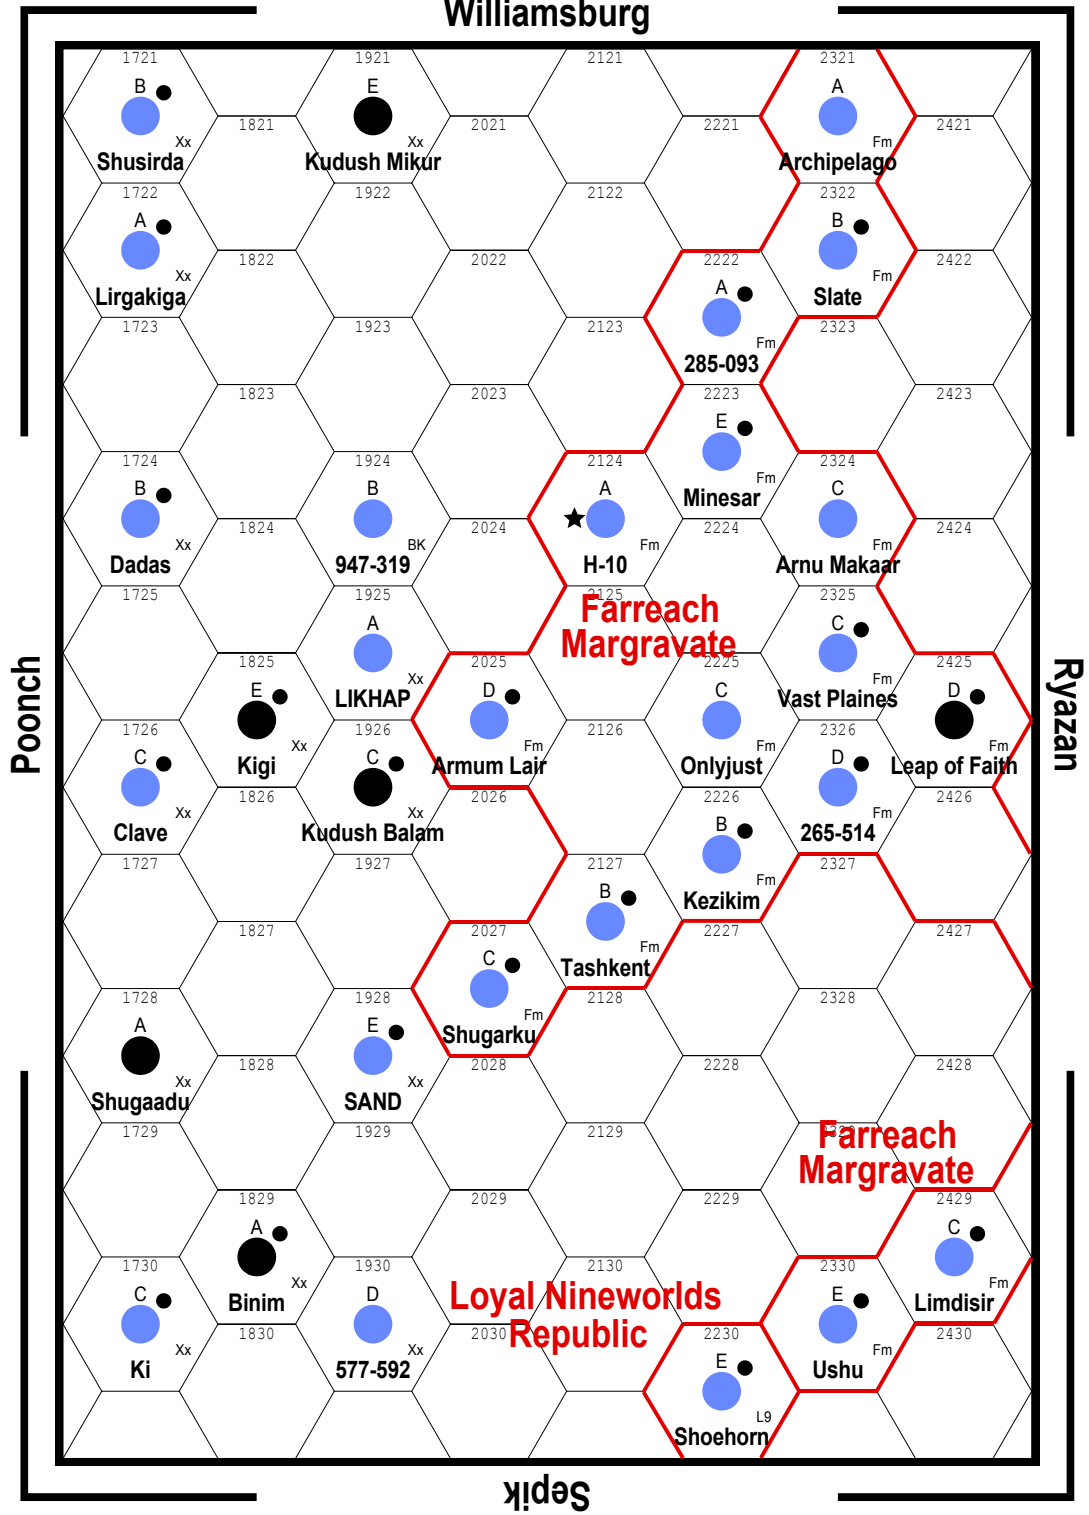 Williamsburg
1721
1921
2121
2321
B
E
A
1821
2021
2221
2421
Xx
Xx
Fm
Shusirda
Kudush Mikur
Archipelago
1722
1922
2122
2322
A
B
1822
2022
2222
2422
Xx
Fm
A
Lirgakiga
Slate
1723
1923
2123
2323
Fm
285-093
1823
2023
2223
2423
E
1724
1924
2124
2324
Fm
B
B
A
C
Minesar
1824
2024
2224
2424
Xx
BK
Fm
Fm
Dadas
947-319
H-10
Arnu Makaar
1725
1925
2125
2325
Farreach
A
C
Margravate
1825
2025
2225
2425
Xx
Fm
E
D
C
D
LIKHAP
Vast Plaines
1726
1926
2126
2326
Xx
Fm
Fm
Fm
C
C
D
Kigi
Armum Lair
Onlyjust
Leap of Faith
1826
2026
2226
2426
Xx
Xx
Fm
B
Clave
Kudush Balam
265-514
1727
1927
2127
2327
Fm
B
Kezikim
1827
2027
2227
2427
Fm
C
Tashkent
1728
1928
2128
2328
Fm
A
E
Shugarku
1828
2028
2228
2428
Xx
Xx
Shugaadu
SAND
1729
1929
2129
Farreach
Margravate
1829
2029
2229
2429
A
C
1730
1930
2130
2330
Xx
Fm
C
D
E
Binim
Loyal Nineworlds
Limdisir
1830
2030
Republic
2230
2430
Xx
Xx
Fm
E
Ki
577-592
Ushu
L9
Shoehorn
Poonch
Ryazan
Sepik